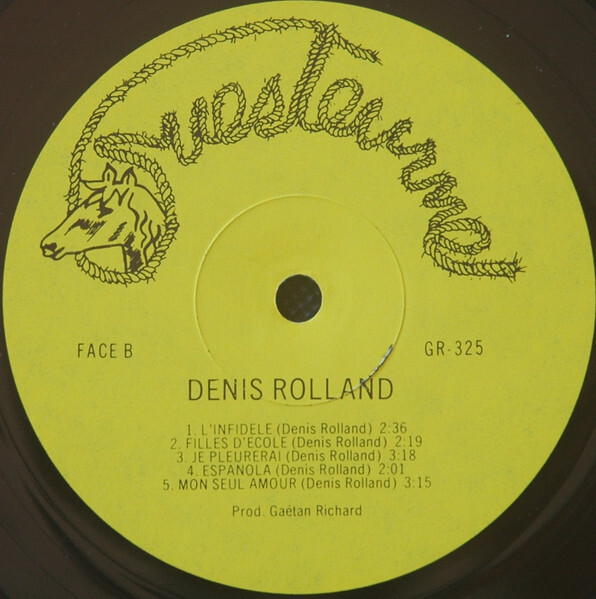 Ouesteurne
FACE B
GR-325
DENIS ROLLAND
1. L'INFIDELE (Denis Rolland) 2:36
2. FILLES D'ECOLE (Denis Rolland) 2:19
3. JE PLEURERAI (Denis Rolland) 3:18
4. ESPANOLA (Denis Rolland) 2:01
5. MON SEUL AMOUR (Denis Rolland) 3:15
Prod. Gaëtan Richard